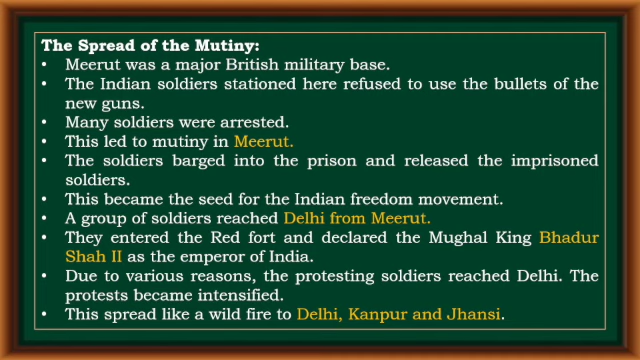 The Spread of the Mutiny:
• Meerut was a major British military base.
• The Indian soldiers stationed here refused to use the bullets of the
new guns.
• Many soldiers were arrested.
• This led to mutiny in Meerut.
• The soldiers barged into the prison and released the imprisoned
soldiers.
• This became the seed for the Indian freedom movement.
• A group of soldiers reached Delhi from Meerut.
• They entered the Red fort and declared the Mughal King Bhadur
Shah II as the emperor of India.
• Due to various reasons, the protesting soldiers reached Delhi. The
protests became intensified.
• This spread like a wild fire to Delhi, Kanpur and Jhansi.